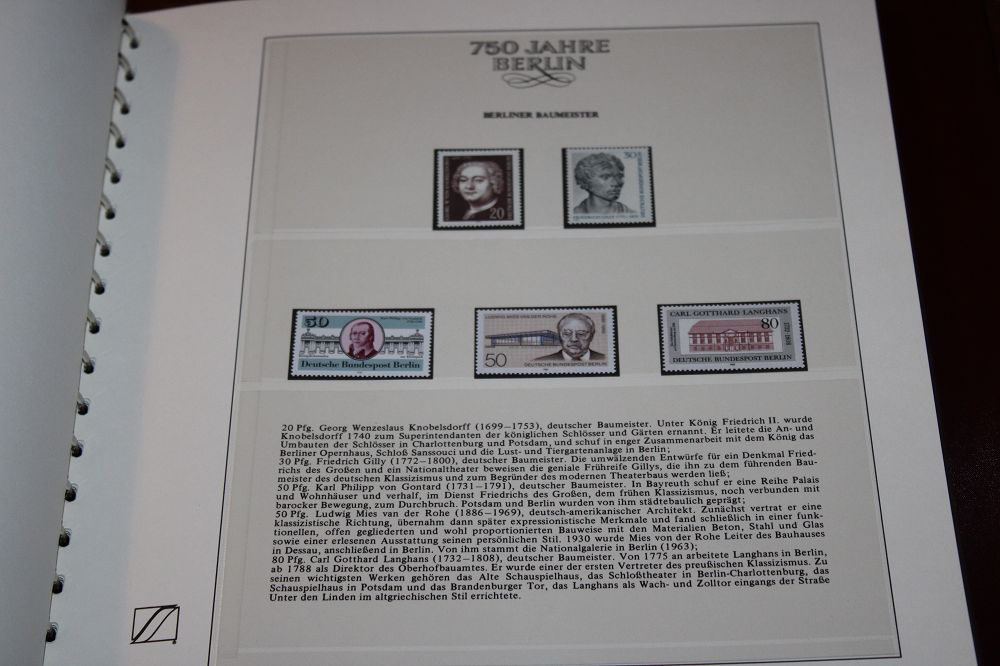 750 JAHRE
BERLIN
BERLINER BAUMEISTER
20
30
50
Deutsche Bundespost Berlin
LUDWIG MIES VAN DER ROHE
50
DEUTSCHE BUNDESPOST BERLIN
CARL GOTTHARD LANGHANS
80
DEUTSCHE BUNDESPOST BERLIN
20 Pfg. Georg Wenzeslaus Knobelsdorff (1699—1753), deutscher Baumeister. Unter König Friedrich II. wurde
Knobelsdorff 1740 zum Superintendanten der königlichen Schlösser und Gärten ernannt. Er leitete die An- und
Umbauten der Schlösser in Charlottenburg und Potsdam, und schuf in enger Zusammenarbeit mit dem König das
Berliner Opernhaus, Schloß Sanssouci und die Lust- und Tiergartenanlage in Berlin;
30 Pfg. Friedrich Gilly (1772—1800), deutscher Baumeister. Die umwälzenden Entwürfe für ein Denkmal Fried-
richs des Großen und ein Nationaltheater beweisen die geniale Frühreife Gillys, die ihn zu dem führenden Bau-
meister des deutschen Klassizismus und zum Begründer des modernen Theaterbaus werden ließ;
50 Pfg. Karl Philipp von Gontard (1731—1791), deutscher Baumeister. In Bayreuth schuf er eine Reihe Palais
und Wohnhäuser und verhalf, im Dienst Friedrichs des Großen, dem frühen Klassizismus, noch verbunden mit
barocker Bewegung, zum Durchbruch. Potsdam und Berlin wurden von ihm städtebaulich geprägt;
50 Pfg. Ludwig Mies van der Rohe (1886—1969), deutsch-amerikanischer Architekt. Zunächst vertrat er eine
klassizistische Richtung, übernahm dann später expressionistische Merkmale und fand schließlich in einer funk-
tionellen, offen gegliederten und wohl proportionierten Bauweise mit den Materialien Beton, Stahl und Glas
sowie einer erlesenen Ausstattung seinen persönlichen Stil. 1930 wurde Mies von der Rohe Leiter des Bauhauses
in Dessau, anschließend in Berlin. Von ihm stammt die Nationalgalerie in Berlin (1963);
80 Pfg. Carl Gotthard Langhans (1732—1808), deutscher Baumeister. Von 1775 an arbeitete Langhans in Berlin,
ab 1788 als Direktor des Oberhofbauamtes. Er wurde einer der ersten Vertreter des preußischen Klassizismus. Zu
seinen wichtigsten Werken gehören das Alte Schauspielhaus, das Schloßtheater in Berlin-Charlottenburg, das
Schauspielhaus in Potsdam und das Brandenburger Tor, das Langhans als Wach- und Zolltor eingangs der Straße
Unter den Linden im altgriechischen Stil errichtete.